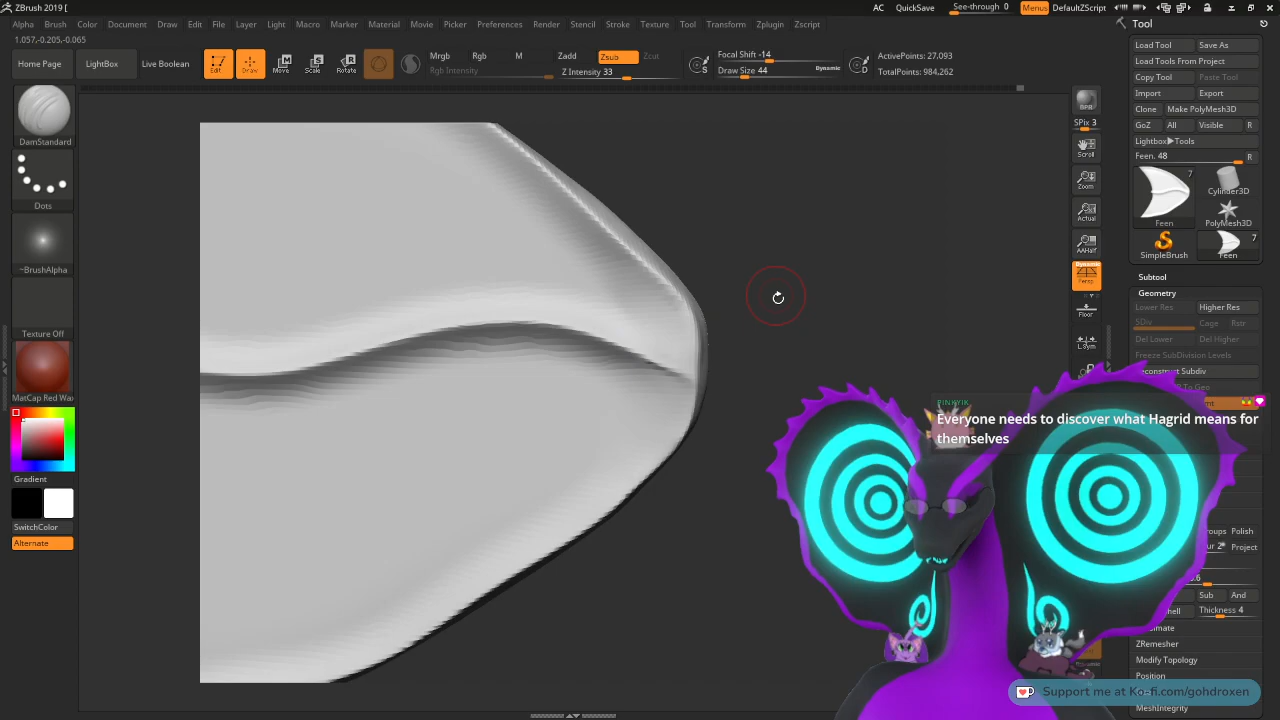 ZBrush 2019 [
AC QuickSave See-through 0 Menus DefaultZScript
Alpha Brush Color Document Draw Edit File Layer Light Macro Marker Material Movie Picker Preferences Render Stencil Stroke Texture Tool Transform Zplugin Zscript
Tool
1.057,-0.205,-0.065
Home Page LightBox Live Boolean Edit Draw Move Scale Rotate
Mrgb Rgb M Zadd Zsub Zcut
Rgb Intensity Z Intensity 33
Focal Shift -14
Draw Size 44 Dynamic
S
D
ActivePoints: 27,093
TotalPoints: 984,262
DamStandard
Dots
~BrushAlpha
Texture Off
MatCap Red Wax
Gradient
SwitchColor
Alternate
BPR
SPix 3
Scroll
Zoom
Actual
AAHalf
Dynamic
Persp
Floor
L.Sym
Load Tool Save As
Load Tools From Project
Copy Tool Paste Tool
Import Export
Clone Make PolyMesh3D
GoZ All Visible R
Lightbox▶Tools
Feen. 48 R
7
Feen
Cylinder3D
PolyMesh3D
SimpleBrush
7
Feen
Subtool
Geometry
Lower Res Higher Res
SDiv Cage Rstr
Del Lower Del Higher
Freeze SubDivision Levels
Reconstruct Subdiv
PINKYIK
Everyone needs to discover what Hagrid means for
themselves
Polish
Project
Sub And
Thickness 4
ZRemesher
Modify Topology
Position
MeshIntegrity
Support me at Ko-fi.com/gohdroxen